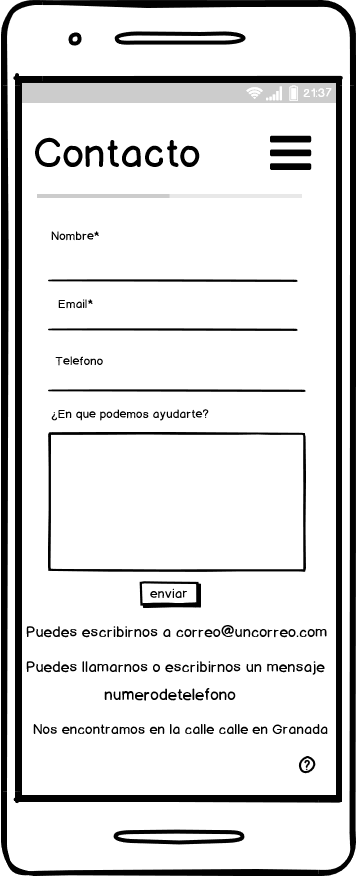 21:37
Contacto
Nombre*
Email*
Telefono
¿En que podemos ayudarte?
enviar
Puedes escribirnos a correo@uncorreo.com
Puedes llamarnos o escribirnos un mensaje
numerodetelefono
Nos encontramos en la calle calle en Granada
?